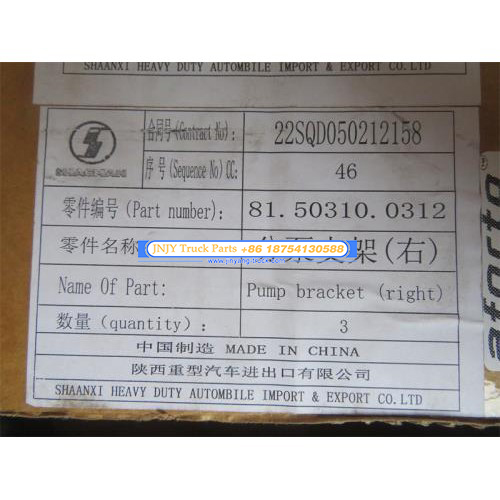 SHAANXI HEAVY DUTY AUTOMBILE IMPORT & EXPORT CO.LTD
合同号(Contract No): 22SQD050212158
SHACMAN
序号(Sequence No)CC: 46
零件编号(Part number): 81.50310.0312
零件名称 支架(右)
JNJY Truck Parts +86 18754130588
www.jnhyang-truck.com
Name Of Part: Pump bracket (right)
数量(quantity): 3
中国制造 MADE IN CHINA
陕西重型汽车进出口有限公司
SHAANXI HEAVY DUTY AUTOMBILE IMPORT & EXPORT CO.LTD